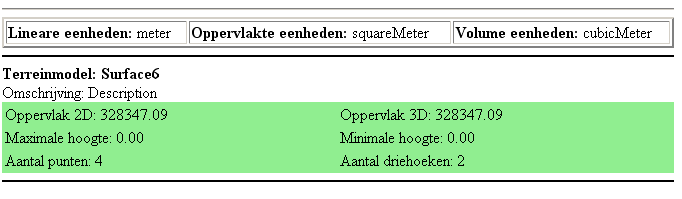 Lineare eenheden: meter Oppervlakte eenheden: squareMeter Volume eenheden: cubicMeter
Terreinmodel: Surface6
Omschrijving: Description
Oppervlak 2D: 328347.09 Oppervlak 3D: 328347.09
Maximale hoogte: 0.00 Minimale hoogte: 0.00
Aantal punten: 4 Aantal driehoeken: 2